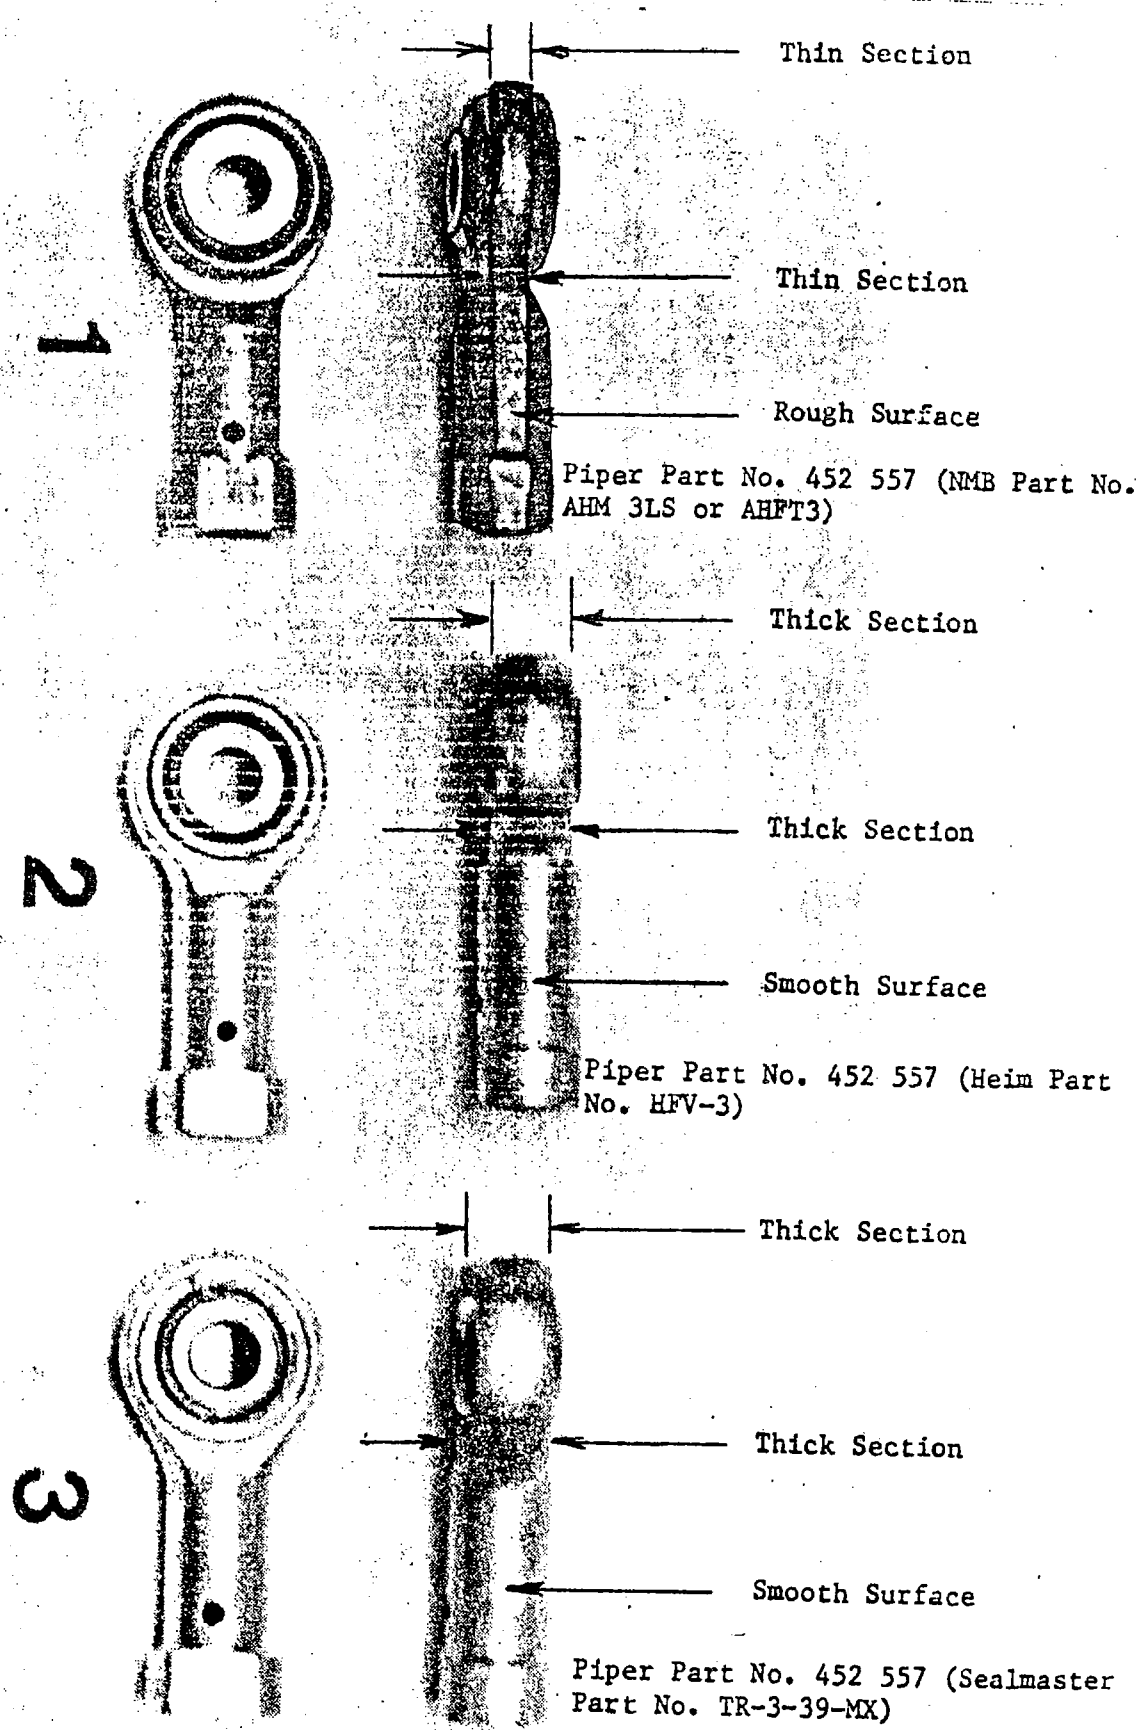 Thin Section
Thin Section
1
Rough Surface
Piper Part No. 452 557 (NMB Part No.
AHM 3LS or AHFT3)
Thick Section
Thick Section
2
Smooth Surface
Piper Part No. 452 557 (Heim Part
No. HFV-3)
Thick Section
Thick Section
3
Smooth Surface
Piper Part No. 452 557 (Sealmaster
Part No. TR-3-39-MX)